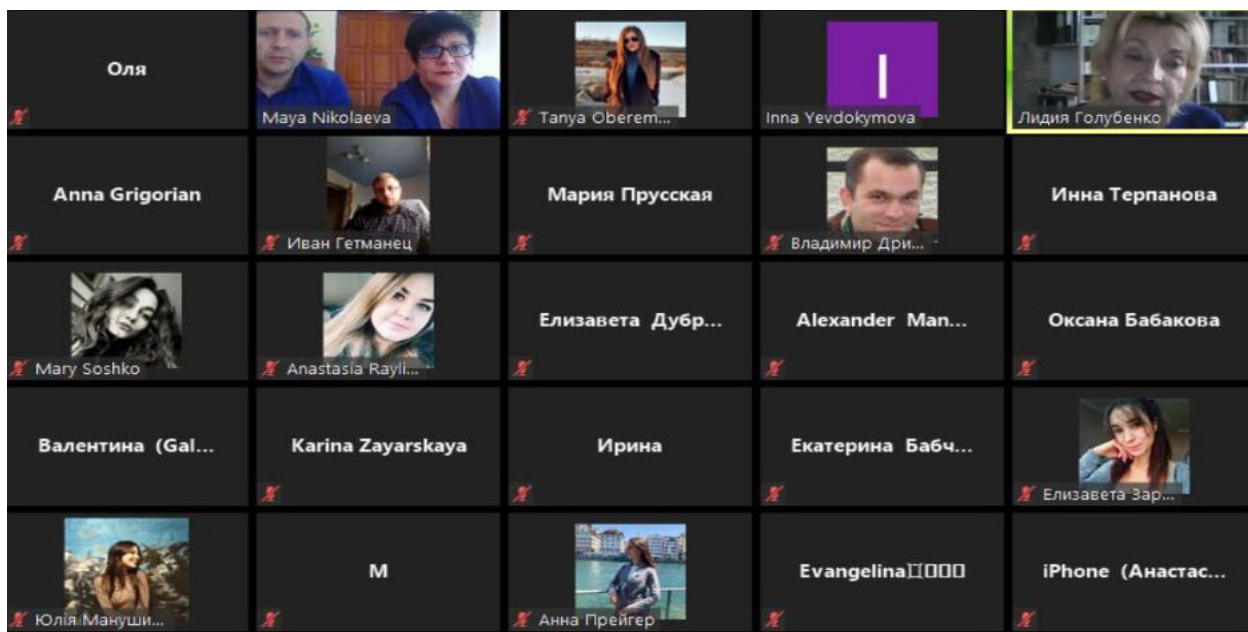 Оля
Maya Nikolaeva
Tanya Oberem...
I
Inna Yevdokymova
Лидия Голубенко
Anna Grigorian
Иван Гетманец
Мария Прусская
Владимир Дри...
Инна Терпанова
Mary Soshko
Anastasia Rayli...
Елизавета Дубр...
Alexander Man...
Оксана Бабакова
Валентина (Gal...
Karina Zayarskaya
Ирина
Екатерина Бабч...
Елизавета Зар...
Юлія Мануши...
M
Анна Прейгер
Evangelina
iPhone (Анастас...